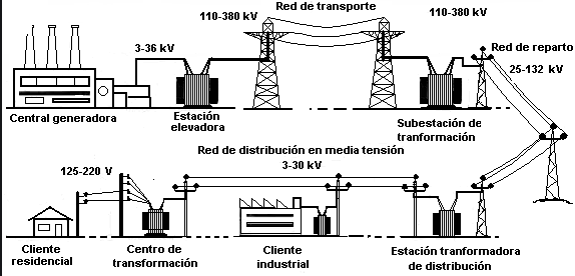 Red de transporte
110-380 kV
110-380 kV
3-36 kV
Red de reparto
25-132 kV
Central generadora
Estación
elevadora
Subestación de
tranformación
Red de distribución en media tensión
3-30 kV
125-220 V
Cliente
residencial
Centro de
transformación
Cliente
industrial
Estación tranformadora
de distribución